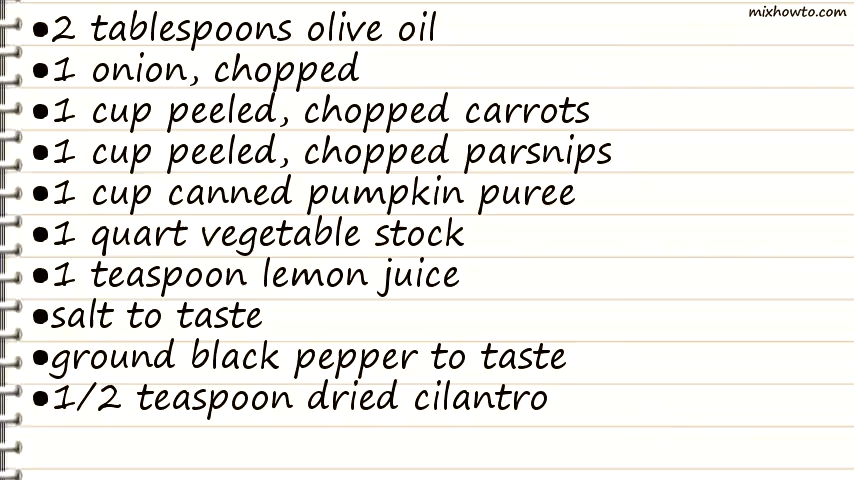 mixhowto.com
•2 tablespoons olive oil
•1 onion, chopped
•1 cup peeled, chopped carrots
•1 cup peeled, chopped parsnips
•1 cup canned pumpkin puree
•1 quart vegetable stock
•1 teaspoon lemon juice
•salt to taste
•ground black pepper to taste
•1/2 teaspoon dried cilantro